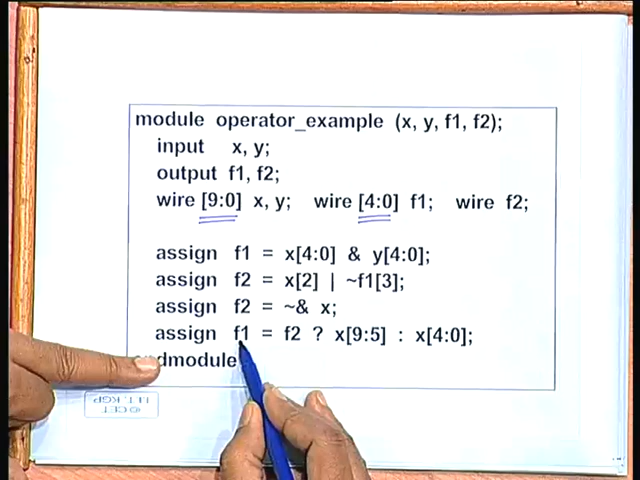 module operator_example (x, y, f1, f2);
input x, y;
output f1, f2;
wire [9:0] x, y; wire [4:0] f1; wire f2;
assign f1 = x[4:0] & y[4:0];
assign f2 = x[2] | ~f1[3];
assign f2 = ~& x;
assign f1 = f2 ? x[9:5] : x[4:0];
dmodule
© CET
I.I.T. KGP